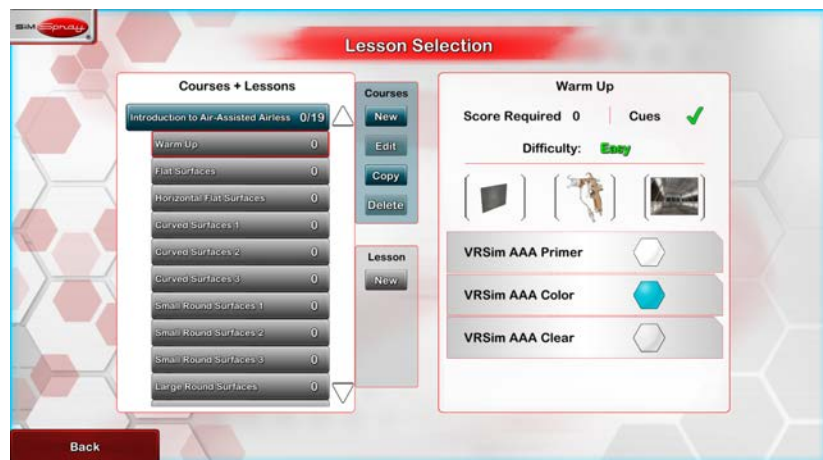 SiM Spray
Lesson Selection
Courses + Lessons
Introduction to Air-Assisted Airless 0/19
Warm Up 0
Flat Surfaces 0
Horizontal Flat Surfaces 0
Curved Surfaces 1 0
Curved Surfaces 2 0
Curved Surfaces 3 0
Small Round Surfaces 1 0
Small Round Surfaces 2 0
Small Round Surfaces 3 0
Large Round Surfaces 0
Courses
New
Edit
Copy
Delete
Lesson
New
Warm Up
Score Required 0 Cues
Difficulty: Easy
VRSim AAA Primer
VRSim AAA Color
VRSim AAA Clear
Back